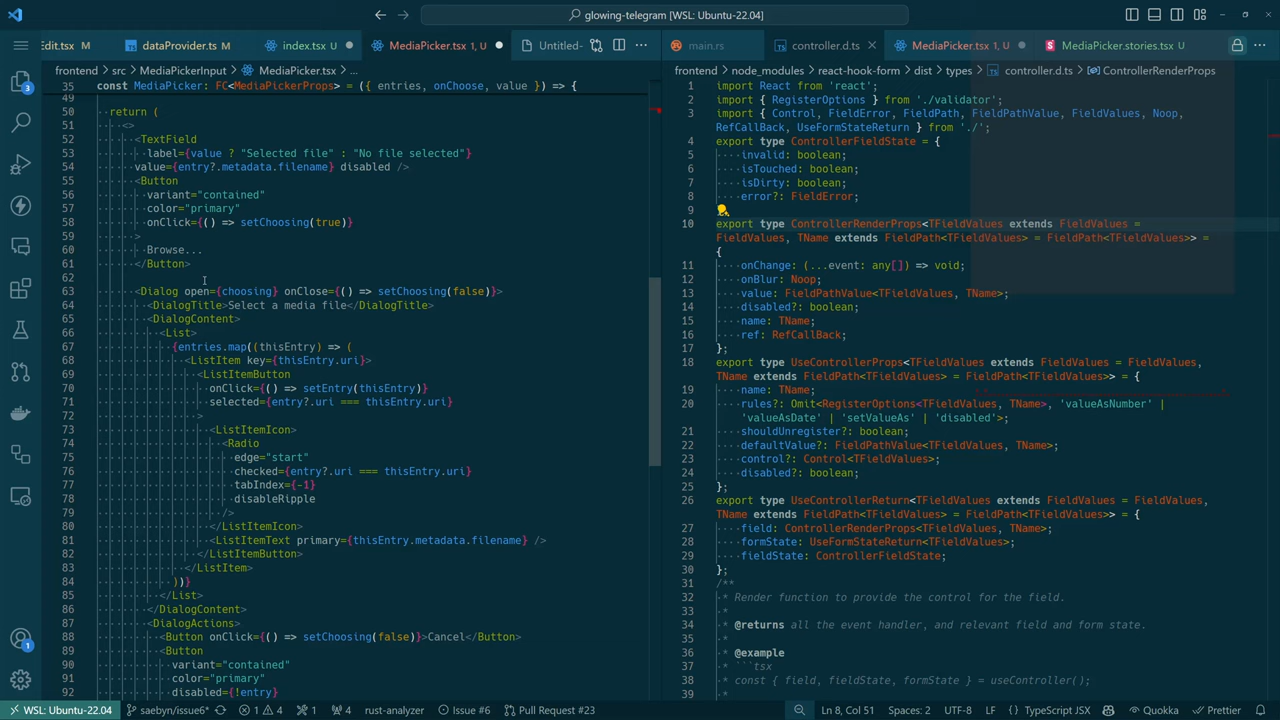 glowing-telegram [WSL: Ubuntu-22.04]
Edit.tsx M
dataProvider.ts M
index.tsx U
MediaPicker.tsx 1, U
Untitled-
main.rs
controller.d.ts
MediaPicker.tsx 1, U
MediaPicker.stories.tsx U
frontend > src > MediaPickerInput > MediaPicker.tsx > ...
35 const MediaPicker: FC<MediaPickerProps> = ({ entries, onChoose, value }) => {
49
50 return (
51 <>
52 <TextField
53 label={value ? "Selected file" : "No file selected"}
54 value={entry?.metadata.filename} disabled />
55 <Button
56 variant="contained"
57 color="primary"
58 onClick={() => setChoosing(true)}
59 >
60 Browse...
61 </Button>
62
63 <Dialog open={choosing} onClose={() => setChoosing(false)}>
64 <DialogTitle>Select a media file</DialogTitle>
65 <DialogContent>
66 <List>
67 {entries.map((thisEntry) => (
68 <ListItem key={thisEntry.uri}>
69 <ListItemButton
70 onClick={() => setEntry(thisEntry)}
71 selected={entry?.uri === thisEntry.uri}
72 >
73 <ListItemIcon>
74 <Radio
75 edge="start"
76 checked={entry?.uri === thisEntry.uri}
77 tabIndex={-1}
78 disableRipple
79 />
80 </ListItemIcon>
81 <ListItemText primary={thisEntry.metadata.filename} />
82 </ListItemButton>
83 </ListItem>
84 ))}
85 </List>
86 </DialogContent>
87 <DialogActions>
88 <Button onClick={() => setChoosing(false)}>Cancel</Button>
89 <Button
90 variant="contained"
91 color="primary"
92 disabled={!entry}
frontend > node_modules > react-hook-form > dist > types > controller.d.ts > ControllerRenderProps
1 import React from 'react';
2 import { RegisterOptions } from './validator';
3 import { Control, FieldError, FieldPath, FieldPathValue, FieldValues, Noop,
RefCallBack, UseFormStateReturn } from './';
4 export type ControllerFieldState = {
5 invalid: boolean;
6 isTouched: boolean;
7 isDirty: boolean;
8 error?: FieldError;
9
10 export type ControllerRenderProps<TFieldValues extends FieldValues =
FieldValues, TName extends FieldPath<TFieldValues> = FieldPath<TFieldValues>> =
{
11 onChange: (...event: any[]) => void;
12 onBlur: Noop;
13 value: FieldPathValue<TFieldValues, TName>;
14 disabled?: boolean;
15 name: TName;
16 ref: RefCallBack;
17 };
18 export type UseControllerProps<TFieldValues extends FieldValues = FieldValues,
TName extends FieldPath<TFieldValues> = FieldPath<TFieldValues>> = {
19 name: TName;
20 rules?: Omit<RegisterOptions<TFieldValues, TName>, 'valueAsNumber' |
'valueAsDate' | 'setValueAs' | 'disabled'>;
21 shouldUnregister?: boolean;
22 defaultValue?: FieldPathValue<TFieldValues, TName>;
23 control?: Control<TFieldValues>;
24 disabled?: boolean;
25 };
26 export type UseControllerReturn<TFieldValues extends FieldValues = FieldValues,
TName extends FieldPath<TFieldValues> = FieldPath<TFieldValues>> = {
27 field: ControllerRenderProps<TFieldValues, TName>;
28 formState: UseFormStateReturn<TFieldValues>;
29 fieldState: ControllerFieldState;
30 };
31 /**
32 * Render function to provide the control for the field.
33 *
34 * @returns all the event handler, and relevant field and form state.
35 *
36 * @example
37 * ```tsx
38 * const { field, fieldState, formState } = useController();
39 *
3
1
WSL: Ubuntu-22.04 saebyn/issue6* 1 4 1 4 rust-analyzer Issue #6 Pull Request #23 Ln 8, Col 51 Spaces: 2 UTF-8 LF TypeScript JSX Quokka Prettier